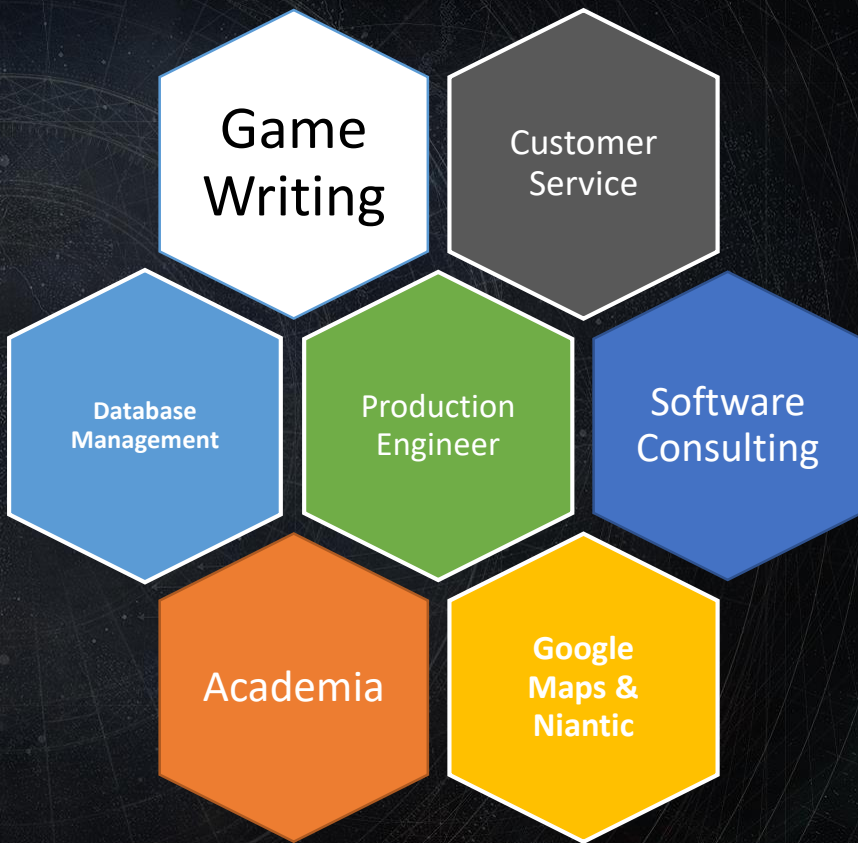 Game
Writing
Customer
Service
Database
Management
Production
Engineer
Software
Consulting
Academia
Google
Maps &
Niantic